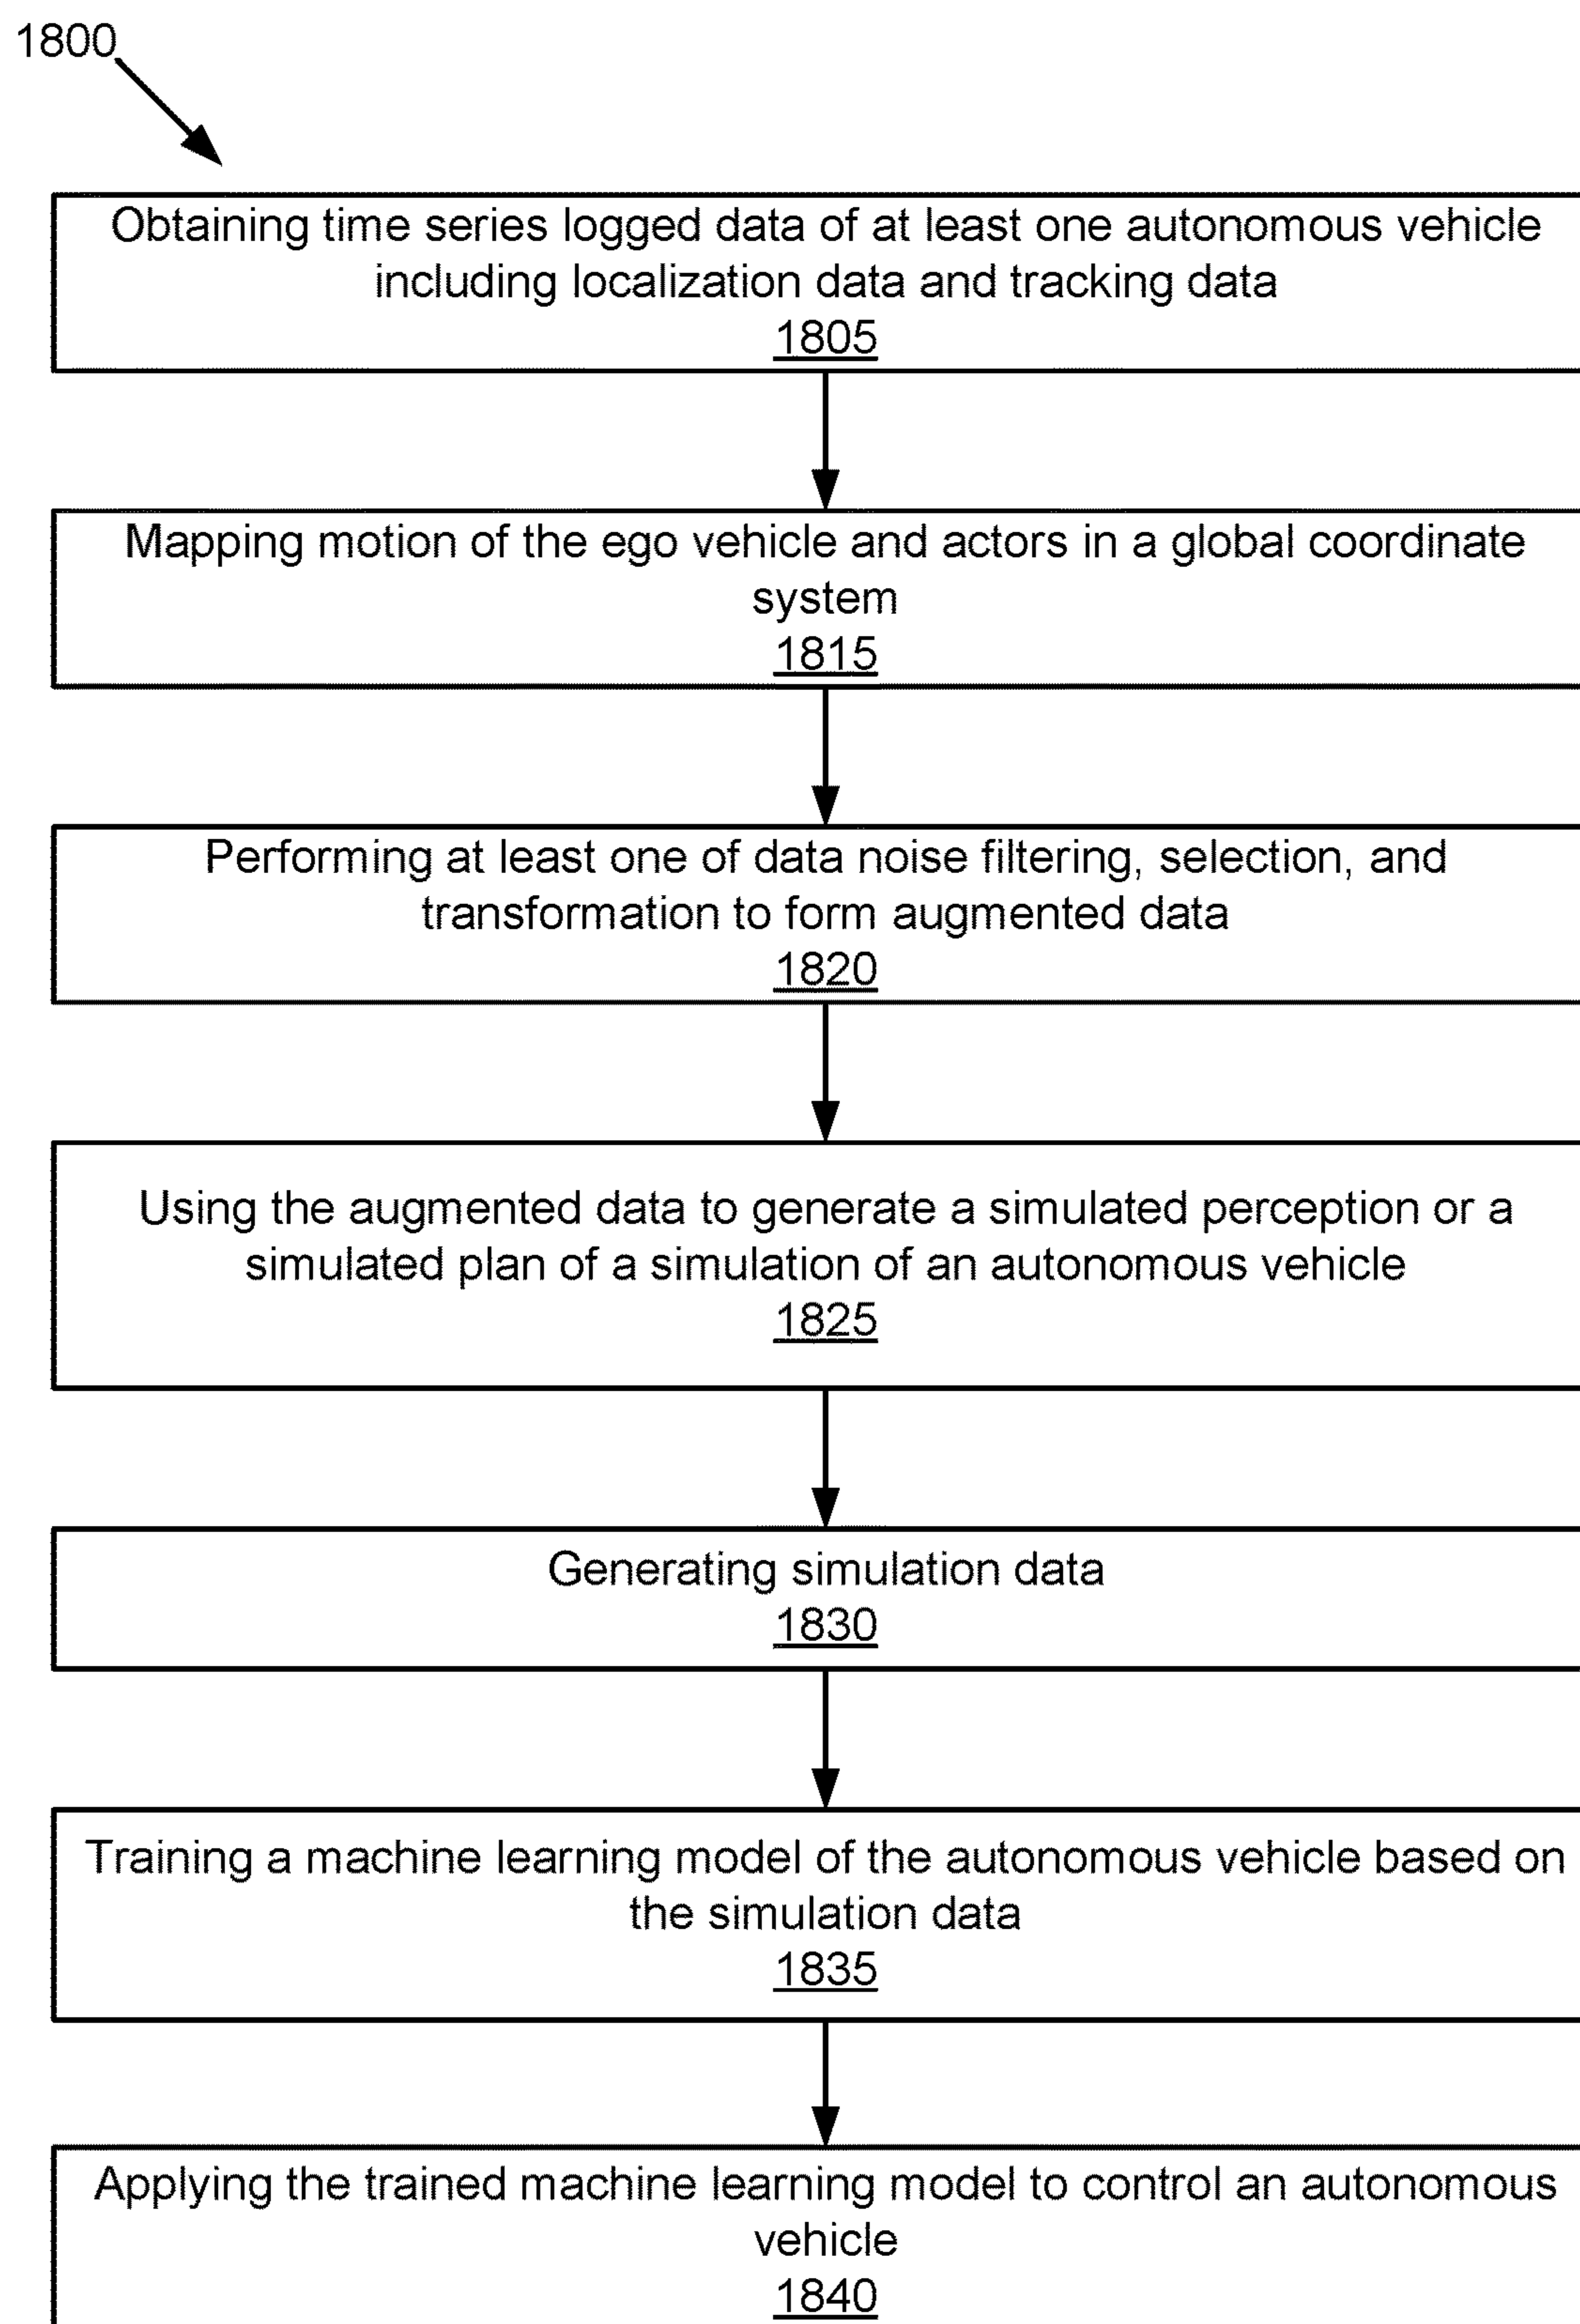 1800
Obtaining time series logged data of at least one autonomous vehicle
including localization data and tracking data
1805
Mapping motion of the ego vehicle and actors in a global coordinate
system
1815
Performing at least one of data noise filtering, selection, and
transformation to form augmented data
1820
Using the augmented data to generate a simulated perception or a
simulated plan of a simulation of an autonomous vehicle
1825
Generating simulation data
1830
Training a machine learning model of the autonomous vehicle based on
the simulation data
1835
Applying the trained machine learning model to control an autonomous
vehicle
1840